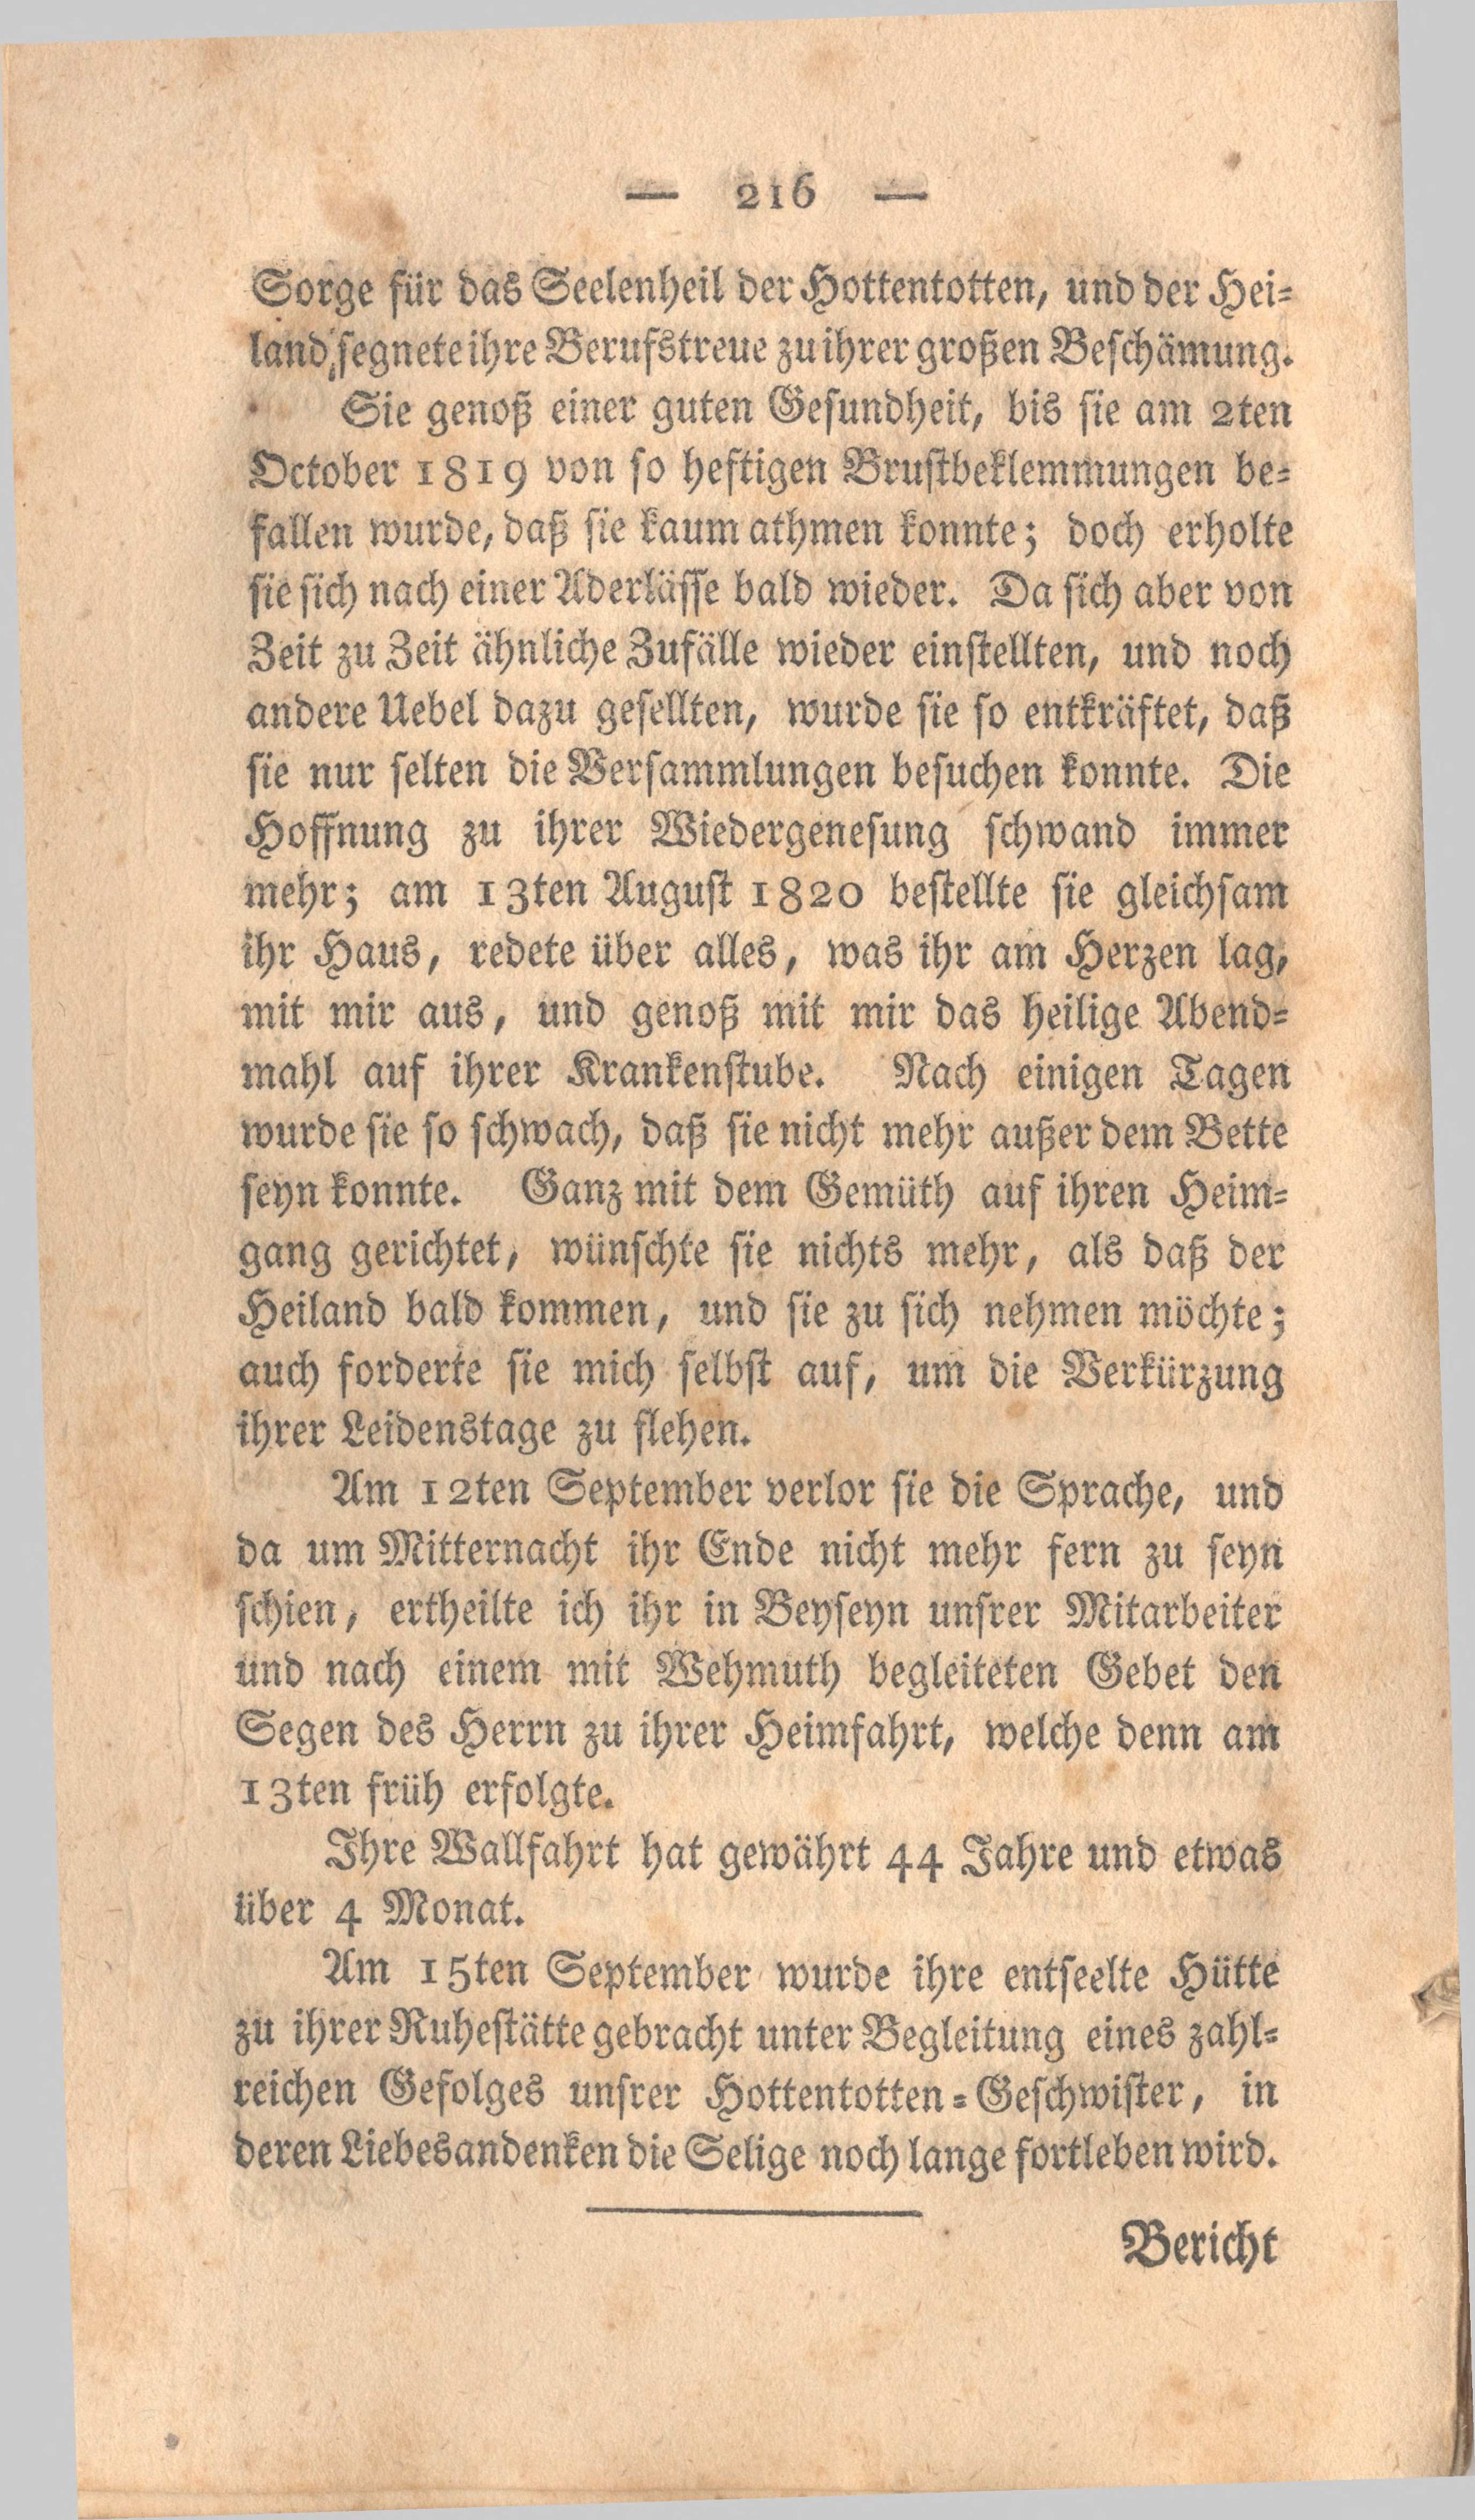 — 216 —
Sorge für das Seelenheil der Hottentotten, und der Hei-
land segnete ihre Berufstreue zu ihrer großen Beschämung.
Sie genoß einer guten Gesundheit, bis sie am 2ten
October 1819 von so heftigen Brustbeklemmungen be-
fallen wurde, daß sie kaum athmen konnte; doch erholte
sie sich nach einer Aderlässe bald wieder. Da sich aber von
Zeit zu Zeit ähnliche Zufälle wieder einstellten, und noch
andere Uebel dazu gesellten, wurde sie so entkräftet, daß
sie nur selten die Versammlungen besuchen konnte. Die
Hoffnung zu ihrer Wiedergenesung schwand immer
mehr; am 13ten August 1820 bestellte sie gleichsam
ihr Haus, redete über alles, was ihr am Herzen lag,
mit mir aus, und genoß mit mir das heilige Abend-
mahl auf ihrer Krankenstube. Nach einigen Tagen
wurde sie so schwach, daß sie nicht mehr außer dem Bette
seyn konnte. Ganz mit dem Gemüth auf ihren Heim-
gang gerichtet, wünschte sie nichts mehr, als daß der
Heiland bald kommen, und sie zu sich nehmen möchte;
auch forderte sie mich selbst auf, um die Verkürzung
ihrer Leidenstage zu flehen.
Am 12ten September verlor sie die Sprache, und
da um Mitternacht ihr Ende nicht mehr fern zu seyn
schien, ertheilte ich ihr in Beyseyn unsrer Mitarbeiter
und nach einem mit Wehmuth begleiteten Gebet den
Segen des Herrn zu ihrer Heimfahrt, welche denn am
13ten früh erfolgte.
Ihre Wallfahrt hat gewährt 44 Jahre und etwas
über 4 Monat.
Am 15ten September wurde ihre entseelte Hütte
zu ihrer Ruhestätte gebracht unter Begleitung eines zahl-
reichen Gefolges unsrer Hottentotten-Geschwister, in
deren Liebesandenken die Selige noch lange fortleben wird.
Bericht